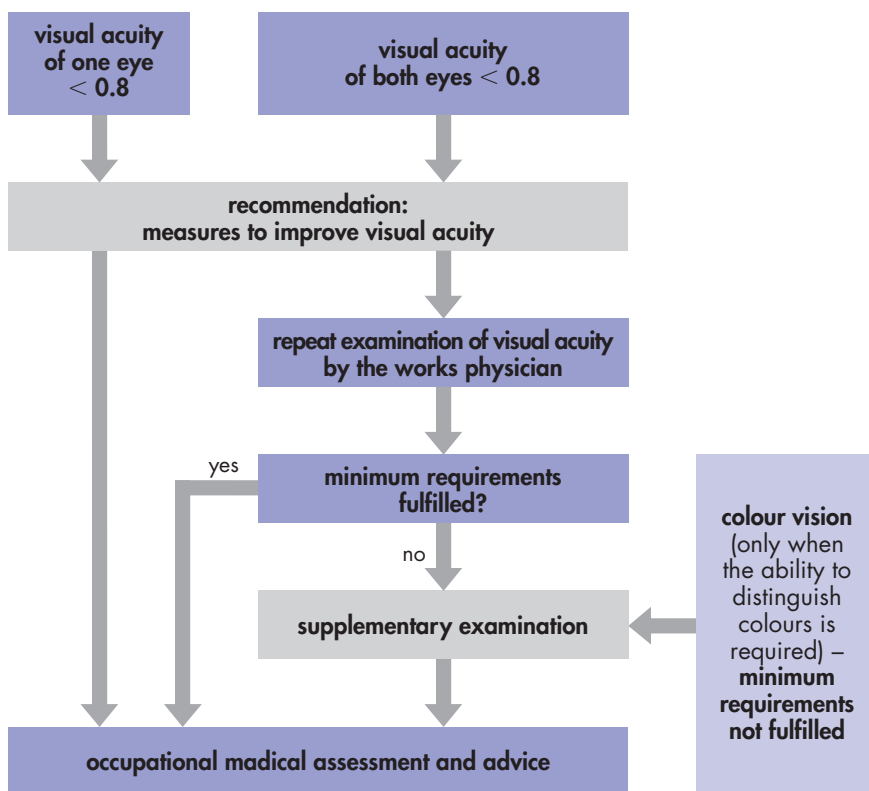 visual acuity
of one eye
< 0.8
visual acuity
of both eyes < 0.8
recommendation:
measures to improve visual acuity
repeat examination of visual acuity
by the works physician
yes
minimum requirements
fulfilled?
no
supplementary examination
colour vision
(only when
the ability to
distinguish
colours is
required) –
minimum
requirements
not fulfilled
occupational madical assessment and advice